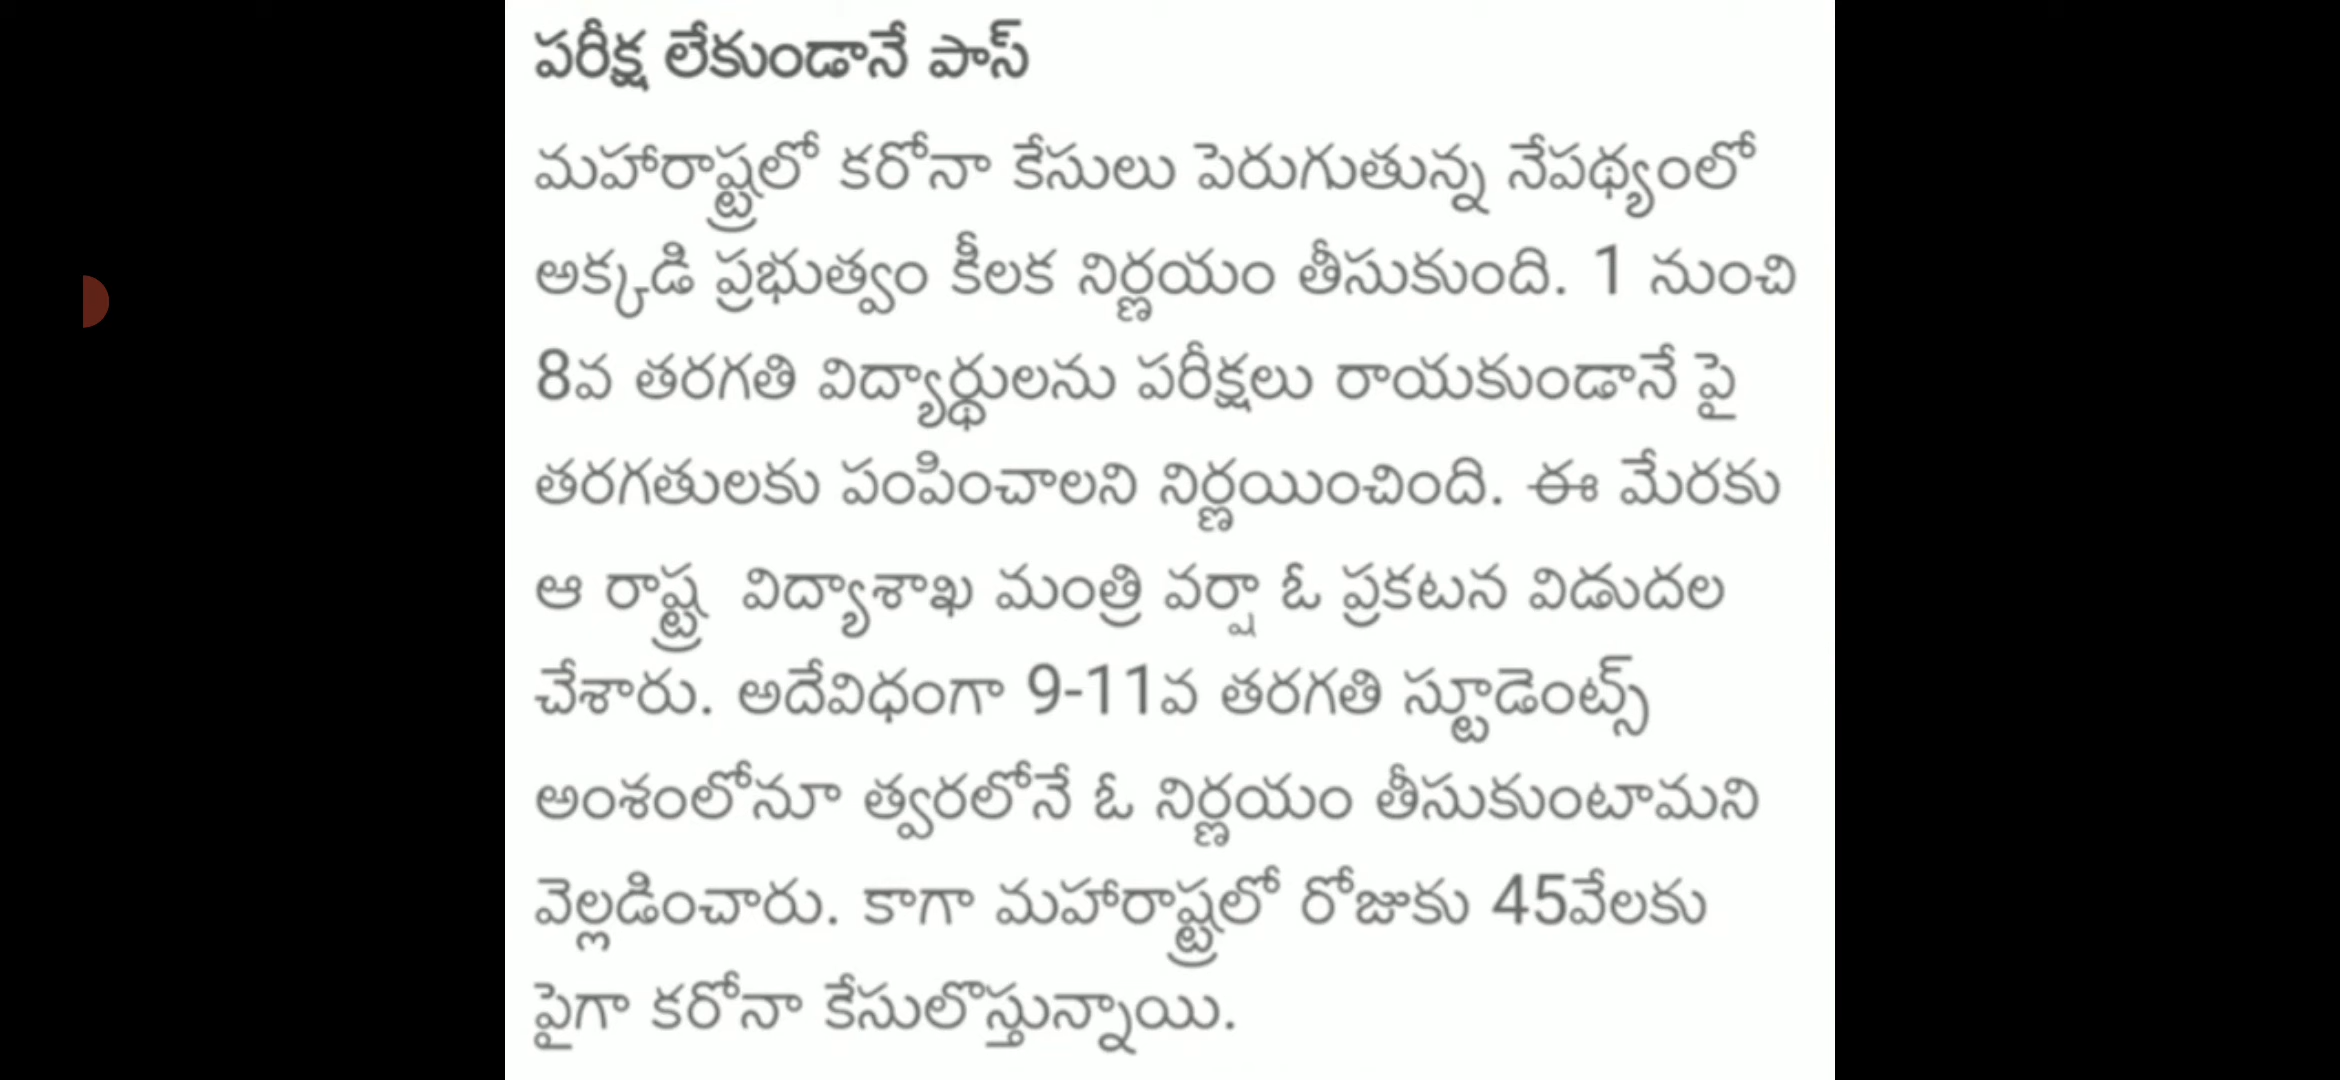 పరీక్ష లేకుండానే పాస్
మహారాష్ట్రలో కరోనా కేసులు పెరుగుతున్న నేపథ్యంలో
అక్కడి ప్రభుత్వం కీలక నిర్ణయం తీసుకుంది. 1 నుంచి
8వ తరగతి విద్యార్థులను పరీక్షలు రాయకుండానే పై
తరగతులకు పంపించాలని నిర్ణయించింది. ఈ మేరకు
ఆ రాష్ట్ర విద్యాశాఖ మంత్రి వర్షా ఓ ప్రకటన విడుదల
చేశారు. అదేవిధంగా 9-11వ తరగతి స్టూడెంట్స్
అంశంలోనూ త్వరలోనే ఓ నిర్ణయం తీసుకుంటామని
వెల్లడించారు. కాగా మహారాష్ట్రలో రోజుకు 45వేలకు
పైగా కరోనా కేసులొస్తున్నాయి.